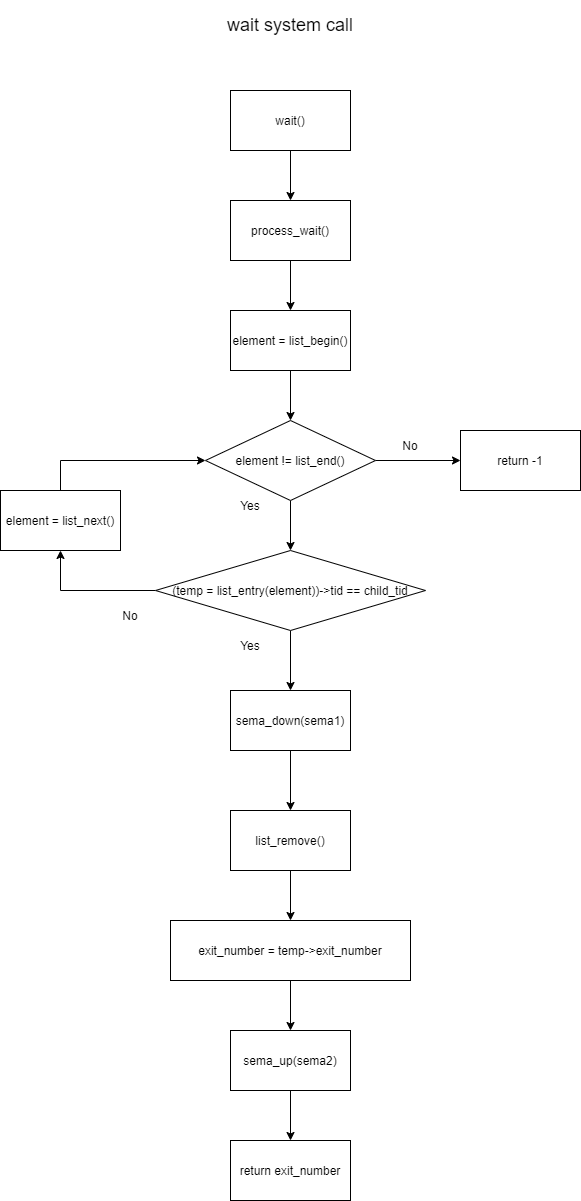 wait system call
wait()
process_wait()
element = list_begin()
element != list_end()
No
return -1
Yes
element = list_next()
(temp = list_entry(element))->tid == child_tid
No
Yes
sema_down(sema1)
list_remove()
exit_number = temp->exit_number
sema_up(sema2)
return exit_number